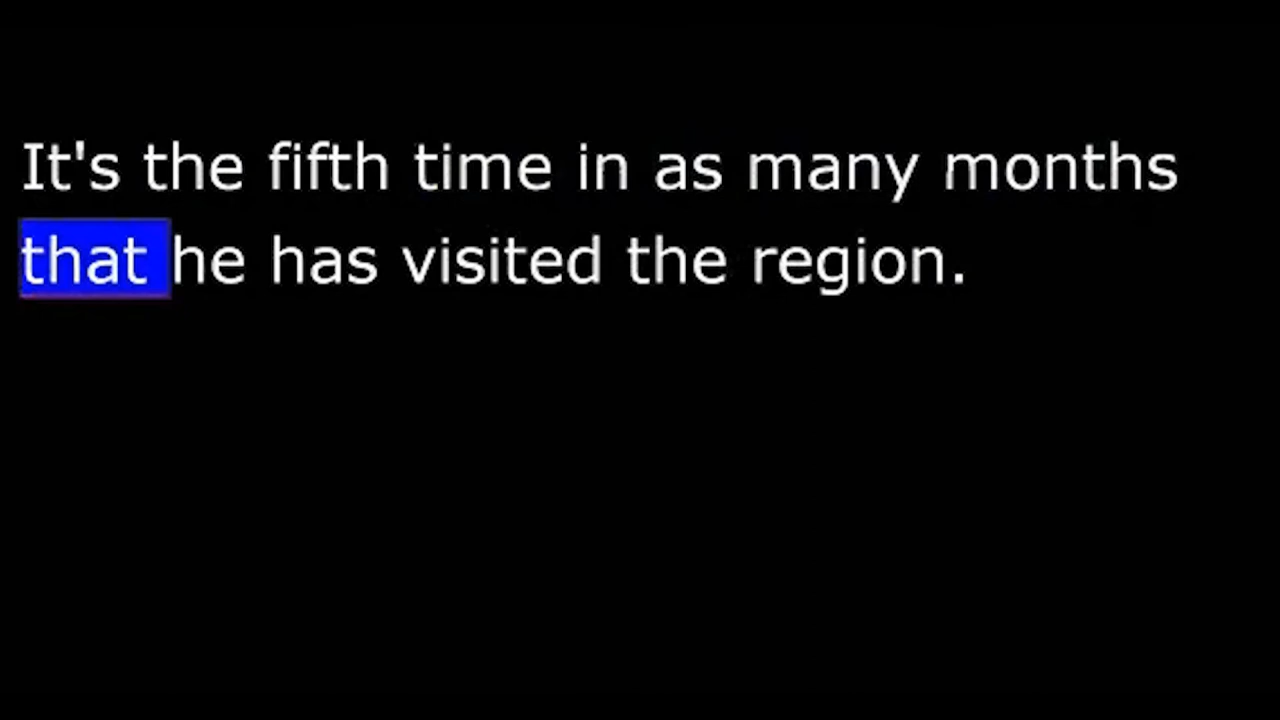 It's the fifth time in as many months
that he has visited the region.